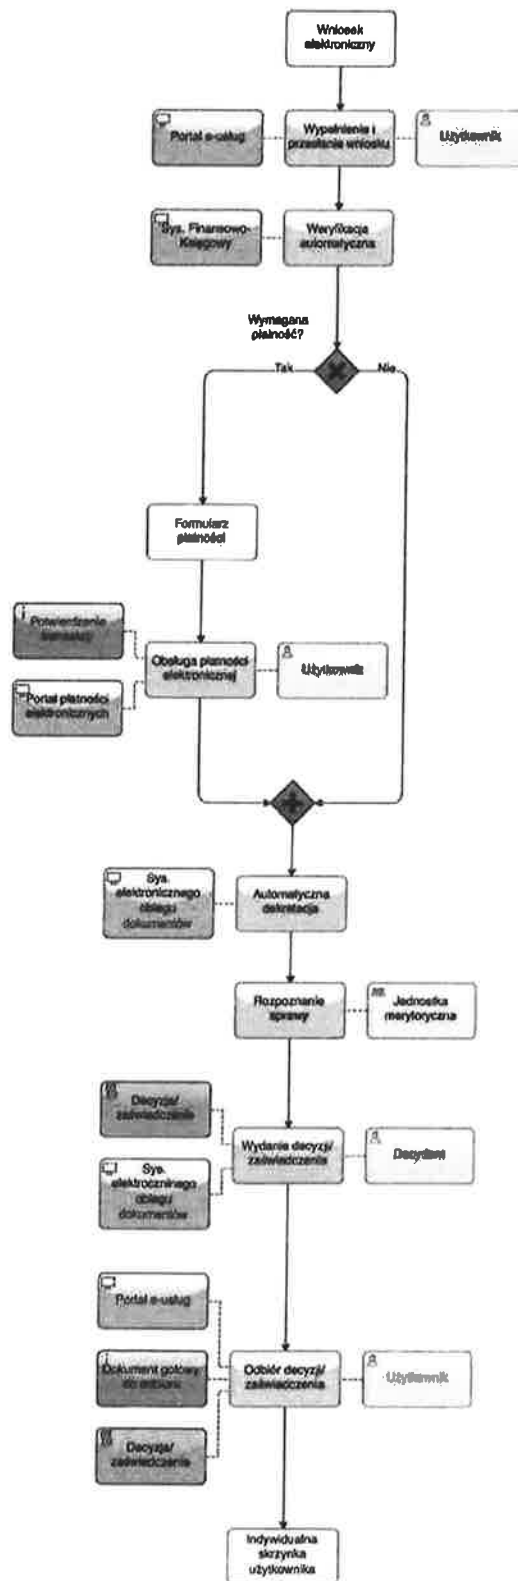 Wniosek
elektroniczny
Portal e-usług
Wypełnienie i
przesłanie wniosku
Użytkownik
Sys. Finansowo-
Księgowy
Weryfikacja
automatyczna
Wymagana
płatność?
Tak
Nie
Formularz
płatności
Potwierdzenie
transakcji
Obsługa płatności
elektronicznej
Użytkownik
Portal płatności
elektronicznych
Sys.
elektronicznego
obiegu
dokumentów
Automatyczna
dekretacja
Rozpoznanie
sprawy
Jednostka
merytoryczna
Decyzja/
zaświadczenie
Wydanie decyzji/
zaświadczenia
Decydent
Sys.
elektroczninego
obiegu
dokumentów
Portal e-usług
Dokument gotowy
do odbioru
Odbiór decyzji/
zaświadczenia
Użytkownik
Decyzja/
zaświadczenie
Indywidualna
skrzynka
użytkownika